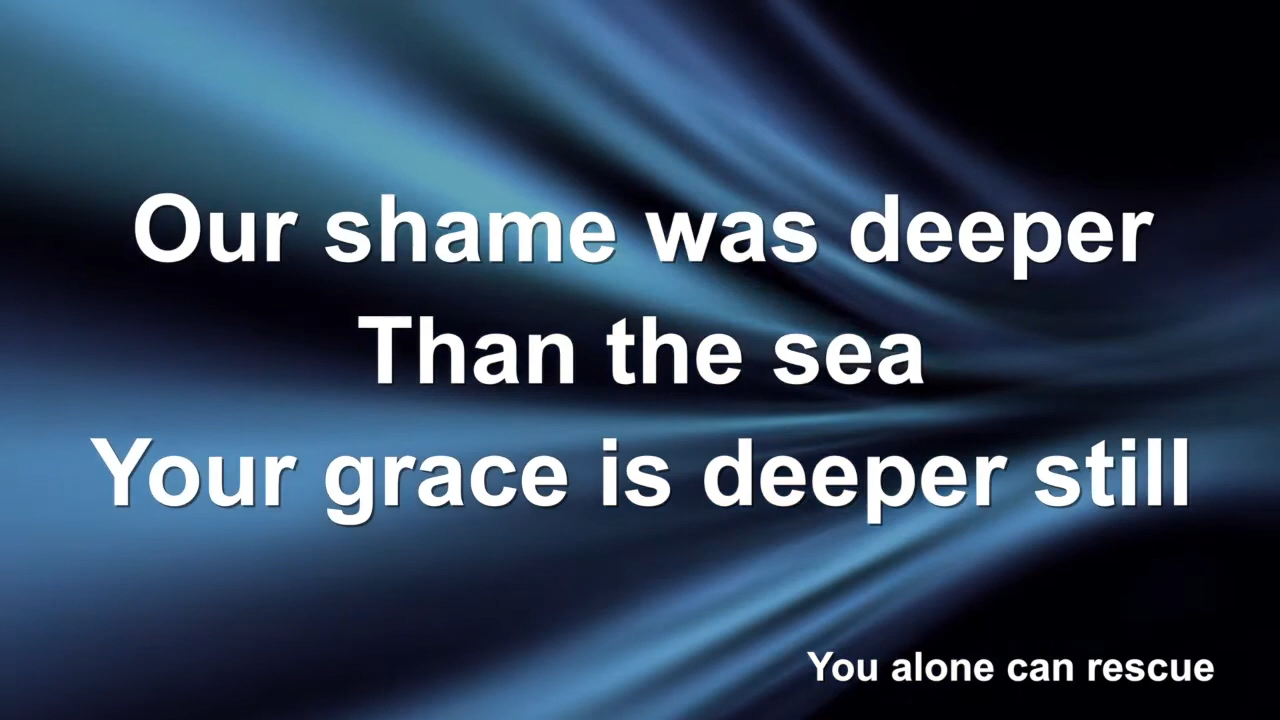 Our shame was deeper
Than the sea
Your grace is deeper still
You alone can rescue